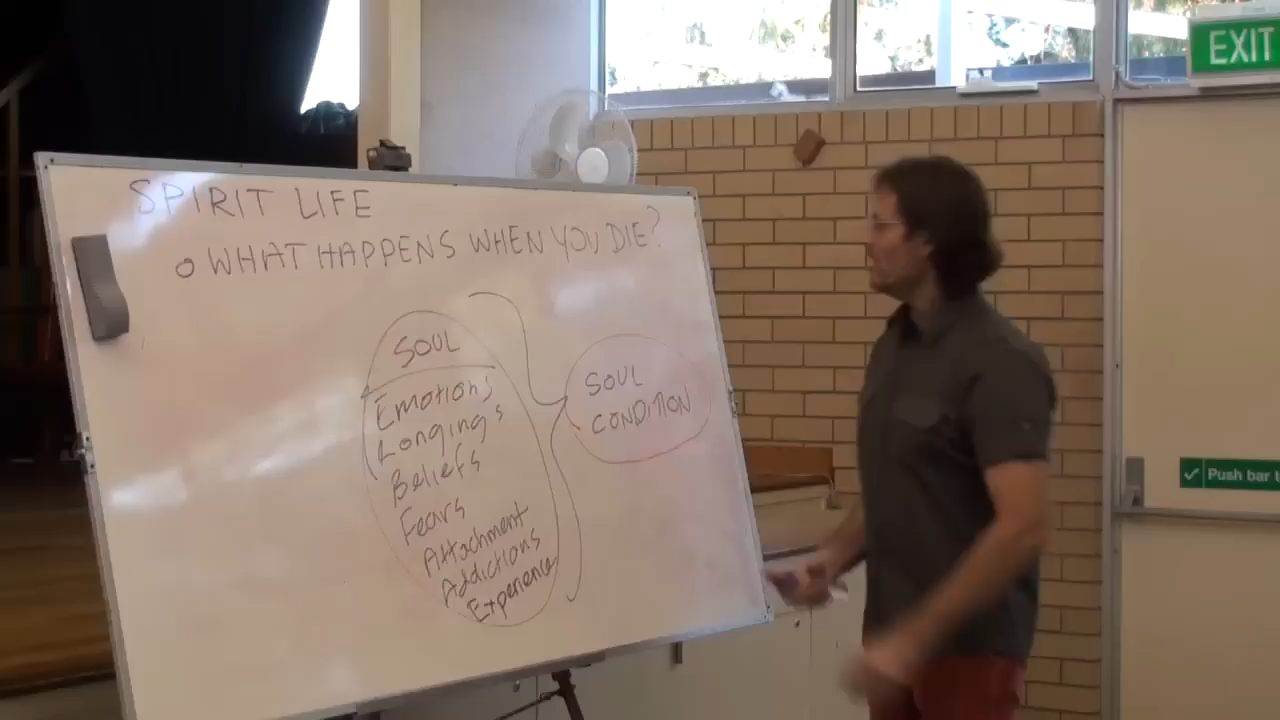 SPIRIT LIFE
o WHAT HAPPENS WHEN YOU DIE?
SOUL
Emotions
Longings
Beliefs
Fears
Attachment
Addictions
Experiences
SOUL
CONDITION
EXIT
Push bar t